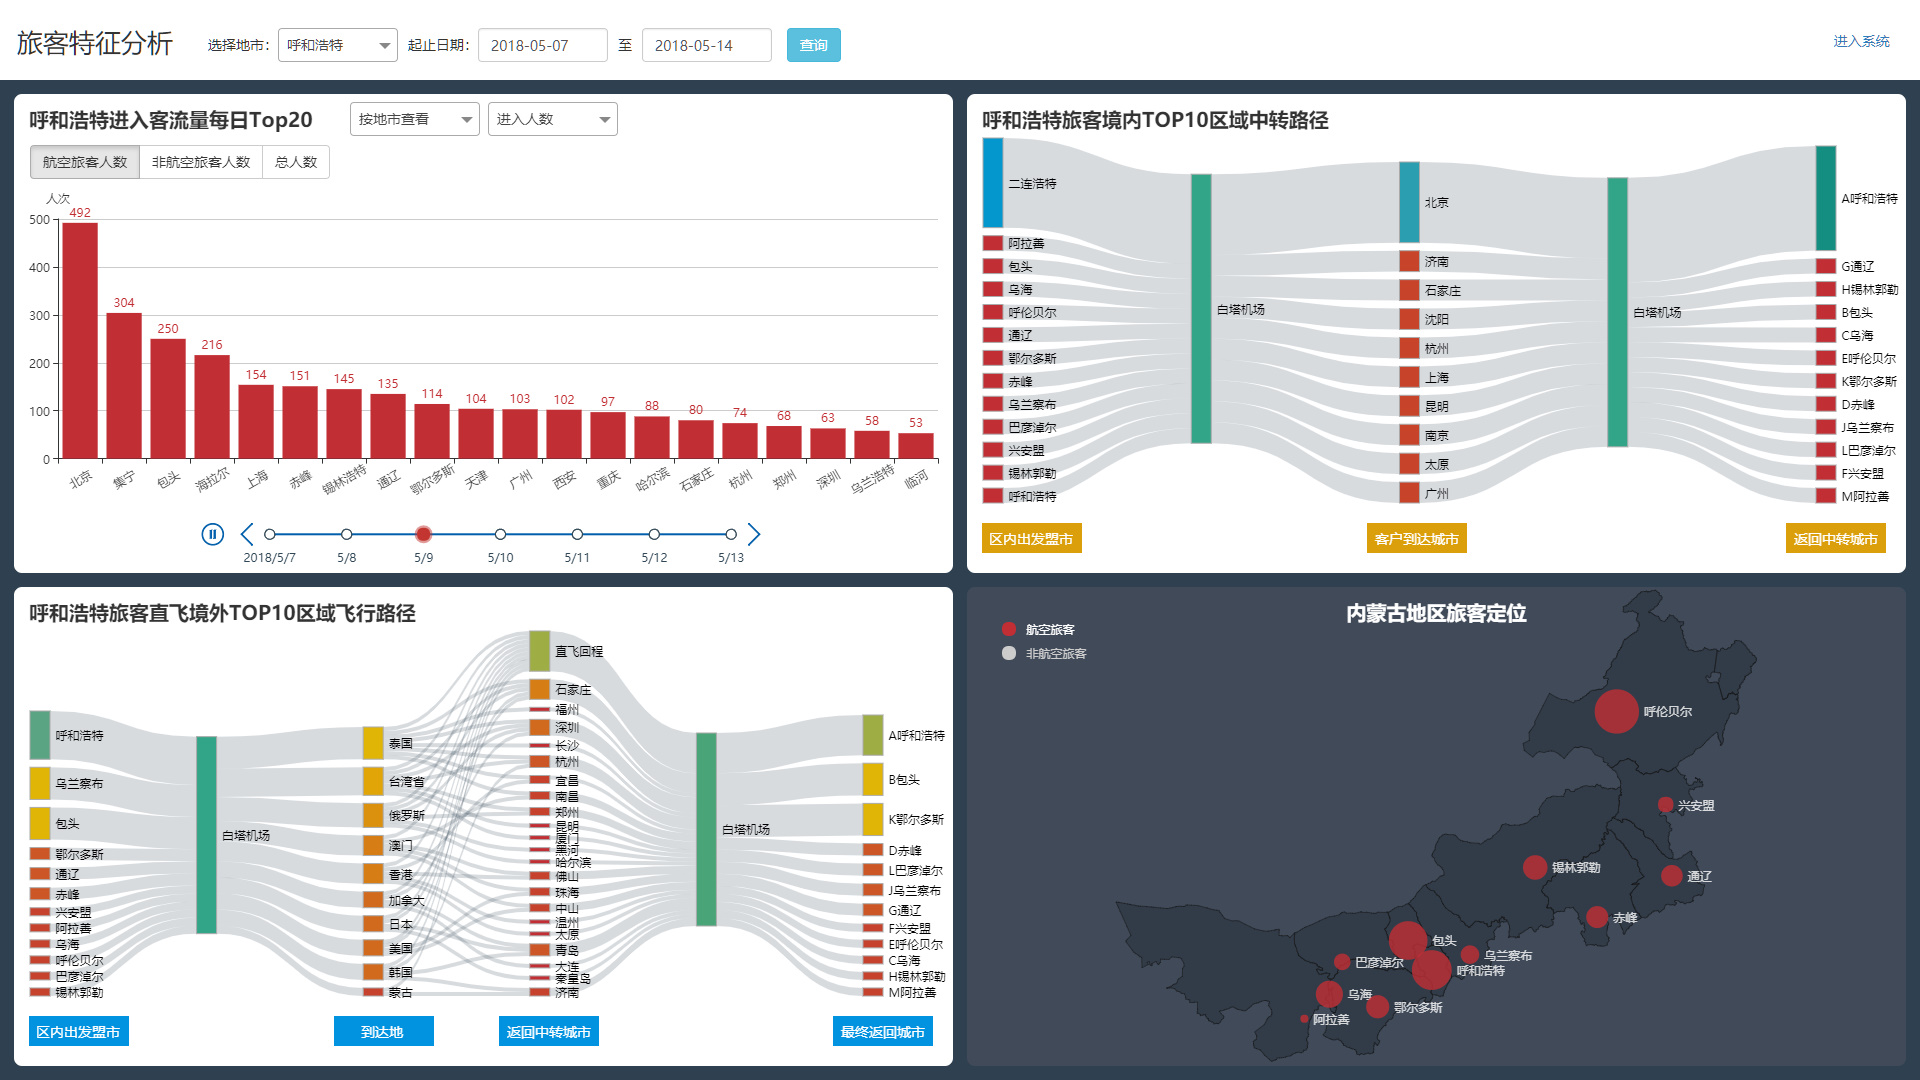 旅客特征分析
选择地市: 呼和浩特 起止日期: 2018-05-07 至 2018-05-14 查询
进入系统
呼和浩特进入客流量每日Top20
按地市查看 进入人数
航空旅客人数 非航空旅客人数 总人数
人次
500
400
300
200
100
0
492 304 250 216 154 151 145 135 114 104 103 102 97 88 80 74 68 63 58 53
北京 集宁 包头 海拉尔 上海 赤峰 锡林浩特 通辽 鄂尔多斯 天津 广州 西安 重庆 哈尔滨 石家庄 杭州 郑州 深圳 乌兰浩特 临河
2018/5/7 5/8 5/9 5/10 5/11 5/12 5/13
呼和浩特旅客境内TOP10区域中转路径
二连浩特
阿拉善
包头
乌海
呼伦贝尔
通辽
鄂尔多斯
赤峰
乌兰察布
巴彦淖尔
兴安盟
锡林郭勒
呼和浩特
白塔机场
北京
济南
石家庄
沈阳
杭州
上海
昆明
南京
太原
广州
白塔机场
A呼和浩特
G通辽
H锡林郭勒
B包头
C乌海
E呼伦贝尔
K鄂尔多斯
D赤峰
J乌兰察布
L巴彦淖尔
F兴安盟
M阿拉善
区内出发盟市 客户到达城市 返回中转城市
呼和浩特旅客直飞境外TOP10区域飞行路径
呼和浩特
乌兰察布
包头
鄂尔多斯
通辽
赤峰
兴安盟
阿拉善
乌海
呼伦贝尔
巴彦淖尔
锡林郭勒
白塔机场
泰国
台湾省
俄罗斯
澳门
香港
加拿大
日本
美国
韩国
蒙古
直飞回程
石家庄
福州
深圳
长沙
杭州
宜昌
南昌
郑州
昆明
厦门
黑河
哈尔滨
佛山
珠海
中山
温州
太原
青岛
大连
秦皇岛
济南
白塔机场
A呼和浩特
B包头
K鄂尔多斯
D赤峰
L巴彦淖尔
J乌兰察布
G通辽
F兴安盟
E呼伦贝尔
C乌海
H锡林郭勒
M阿拉善
区内出发盟市 到达地 返回中转城市 最终返回城市
内蒙古地区旅客定位
航空旅客
非航空旅客
呼伦贝尔
兴安盟
锡林郭勒
通辽
赤峰
包头
乌兰察布
巴彦淖尔
呼和浩特
乌海
鄂尔多斯
阿拉善